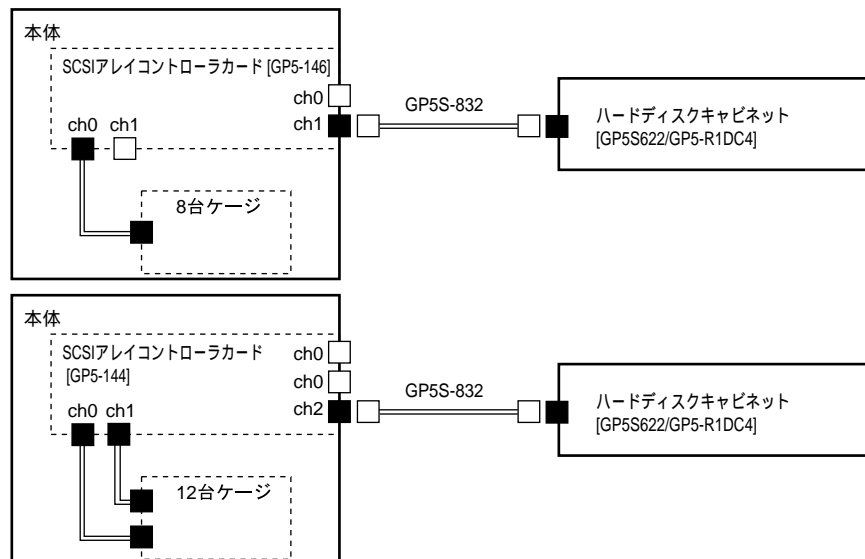 本体
SCSIアレイコントローラカード [GP5-146]
ch0
ch1
GP5S-832
ハードディスクキャビネット
[GP5S622/GP5-R1DC4]
ch0 ch1
8台ケージ
本体
SCSIアレイコントローラカード
[GP5-144]
ch0
ch0
ch2
GP5S-832
ハードディスクキャビネット
[GP5S622/GP5-R1DC4]
ch0 ch1
12台ケージ